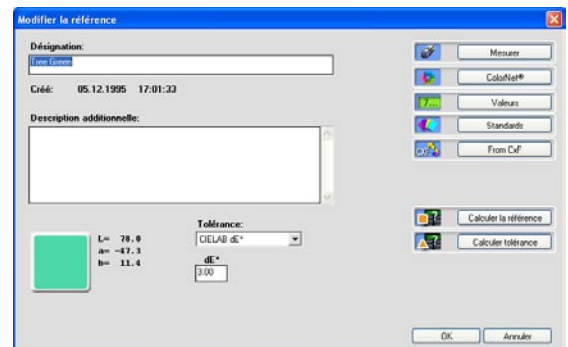 Modifier la référence
Désignation:
Tree Green
Créé: 05.12.1995 17:01:33
Description additionnelle:
L= 78.0
a= -47.3
b= 11.4
Tolérance:
CIELAB dE*
dE*
3.00
Mesurer
ColorNet®
Valeurs
Standards
From CxF
Calculer la référence
Calculer tolérance
OK
Annuler